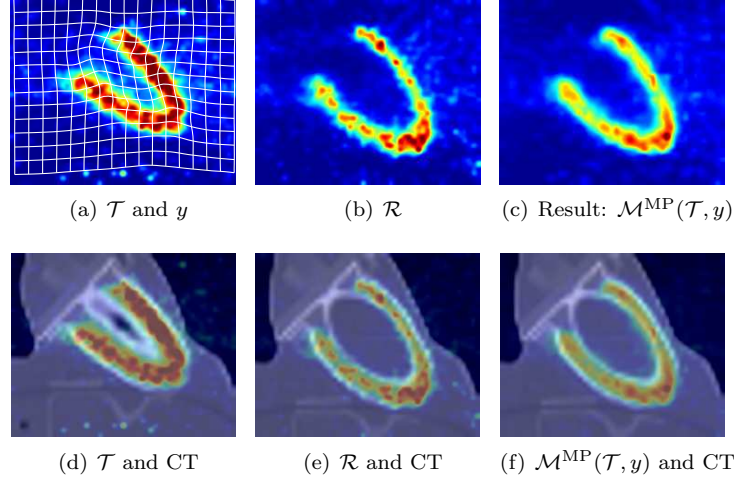 (a) 𝒯 and y
(b) ℛ
(c) Result: ℳ^MP(𝒯, y)
(d) 𝒯 and CT
(e) ℛ and CT
(f) ℳ^MP(𝒯, y) and CT